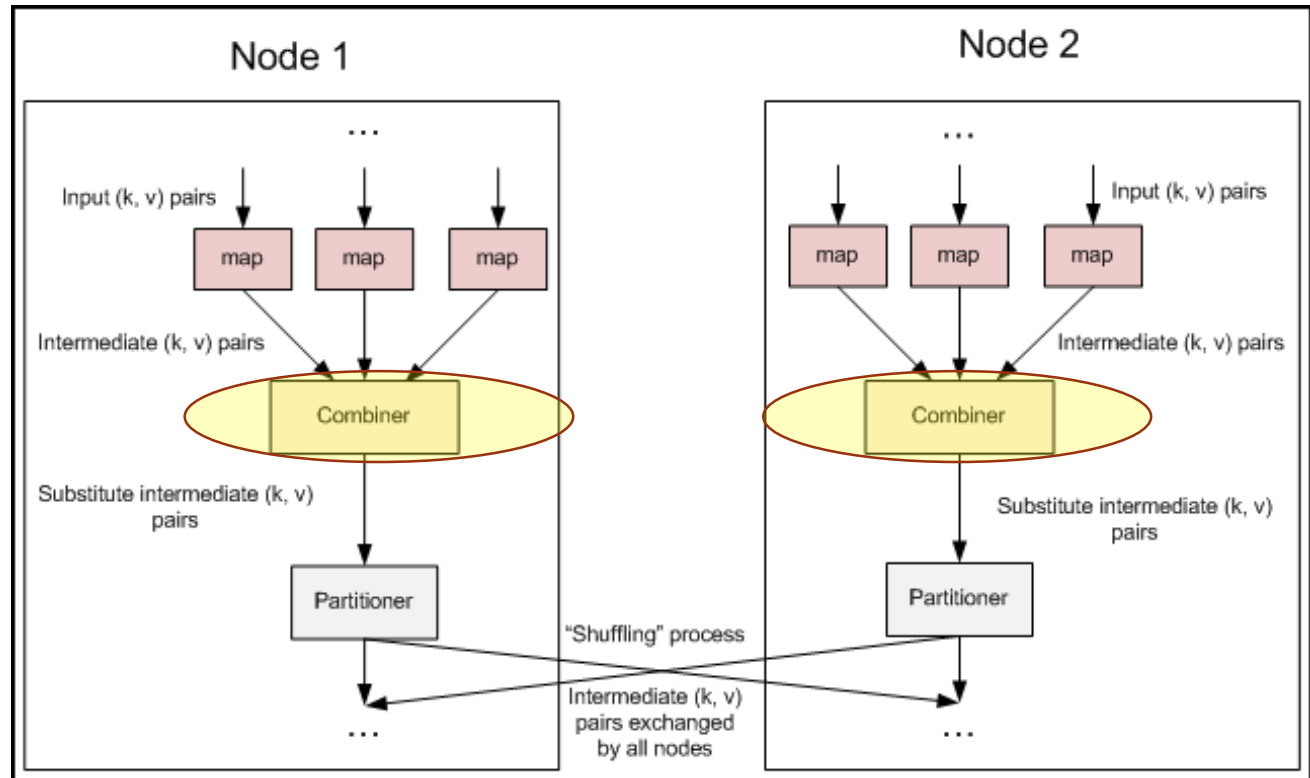 Node 1
Node 2
...
...
Input (k, v) pairs
Input (k, v) pairs
map
map
map
map
map
map
Intermediate (k, v) pairs
Intermediate (k, v) pairs
Combiner
Combiner
Substitute intermediate (k, v)
pairs
Substitute intermediate (k, v)
pairs
Partitioner
Partitioner
“Shuffling” process
Intermediate (k, v)
pairs exchanged
by all nodes
...
...